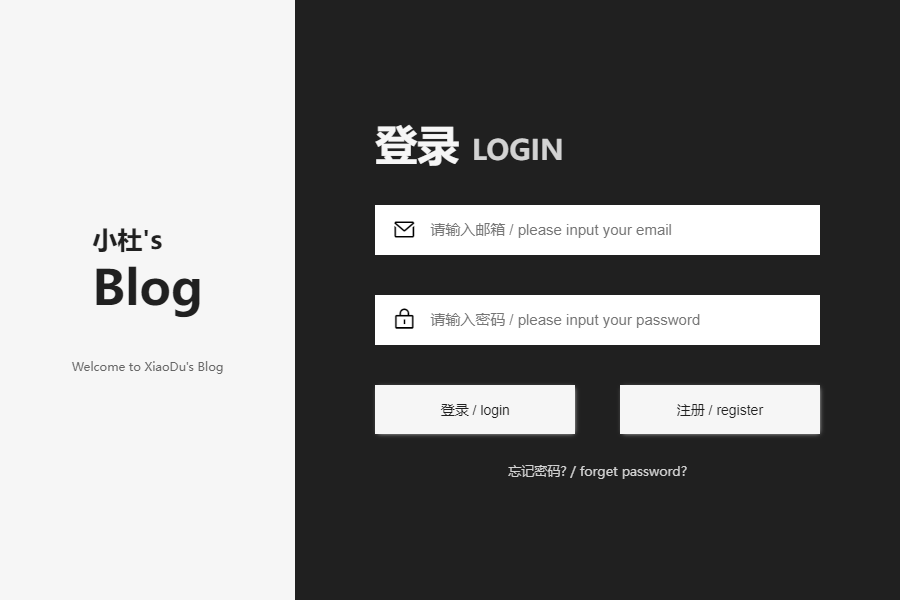 小杜's
Blog
Welcome to XiaoDu's Blog
登录 LOGIN
请输入邮箱 / please input your email
请输入密码 / please input your password
登录 / login
注册 / register
忘记密码? / forget password?